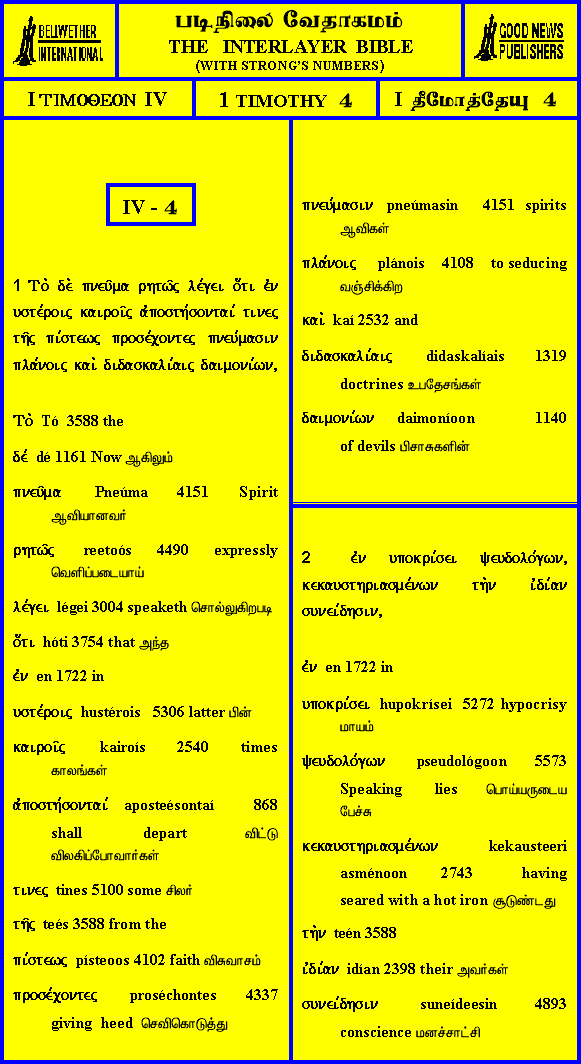 BELLWETHER
INTERNATIONAL
படிநிலை வேதாகமம்
THE INTERLAYER BIBLE
(WITH STRONG'S NUMBERS)
GOOD NEWS
PUBLISHERS
I ΤΙΜΟΘΕΟΝ IV
1 TIMOTHY 4
I தீமோத்தேயு 4
IV - 4
1 Τὸ δὲ πνεῦμα ρητῶς λέγει ὅτι ἐν
υστέροις καιροῖς ἀποστήσονταί τινες
τῆς πίστεως προσέχοντες πνεύμασιν
πλάνοις καὶ διδασκαλίαις δαιμονίων,
Τὸ Tó 3588 the
δέ dé 1161 Now ஆகிலும்
πνεῦμα Pneúma 4151 Spirit
ஆவியானவர்
ρητῶς reetoós 4490 expressly
வெளிப்படையாய்
λέγει légei 3004 speaketh சொல்லுகிறபடி
ὅτι hóti 3754 that அந்த
ἐν en 1722 in
υστέροις hustérois 5306 latter பின்
καιροῖς kairoís 2540 times
காலங்கள்
ἀποστήσονταί aposteésontaí 868
shall depart விட்டு
விலகிப்போவார்கள்
τινες tines 5100 some சிலர்
τῆς teés 3588 from the
πίστεως písteoos 4102 faith விசுவாசம்
προσέχοντες proséchontes 4337
giving heed செவிகொடுத்து
πνεύμασιν pneúmasin 4151 spirits
ஆவிகள்
πλάνοις plánois 4108 to seducing
வஞ்சிக்கிற
καὶ kaí 2532 and
διδασκαλίαις didaskalíais 1319
doctrines உபதேசங்கள்
δαιμονίων daimoníoon 1140
of devils பிசாசுகளின்
2 ἐν υποκρίσει ψευδολόγων,
κεκαυστηριασμένων τὴν ἰδίαν
συνείδησιν,
ἐν en 1722 in
υποκρίσει hupokrísei 5272 hypocrisy
மாயம்
ψευδολόγων pseudológoon 5573
Speaking lies பொய்யருடைய
பேச்சு
κεκαυστηριασμένων kekausteeri
asménoon 2743 having
seared with a hot iron சூடுண்டது
τὴν teén 3588
ἰδίαν idían 2398 their அவர்கள்
συνείδησιν suneídeesin 4893
conscience மனச்சாட்சி